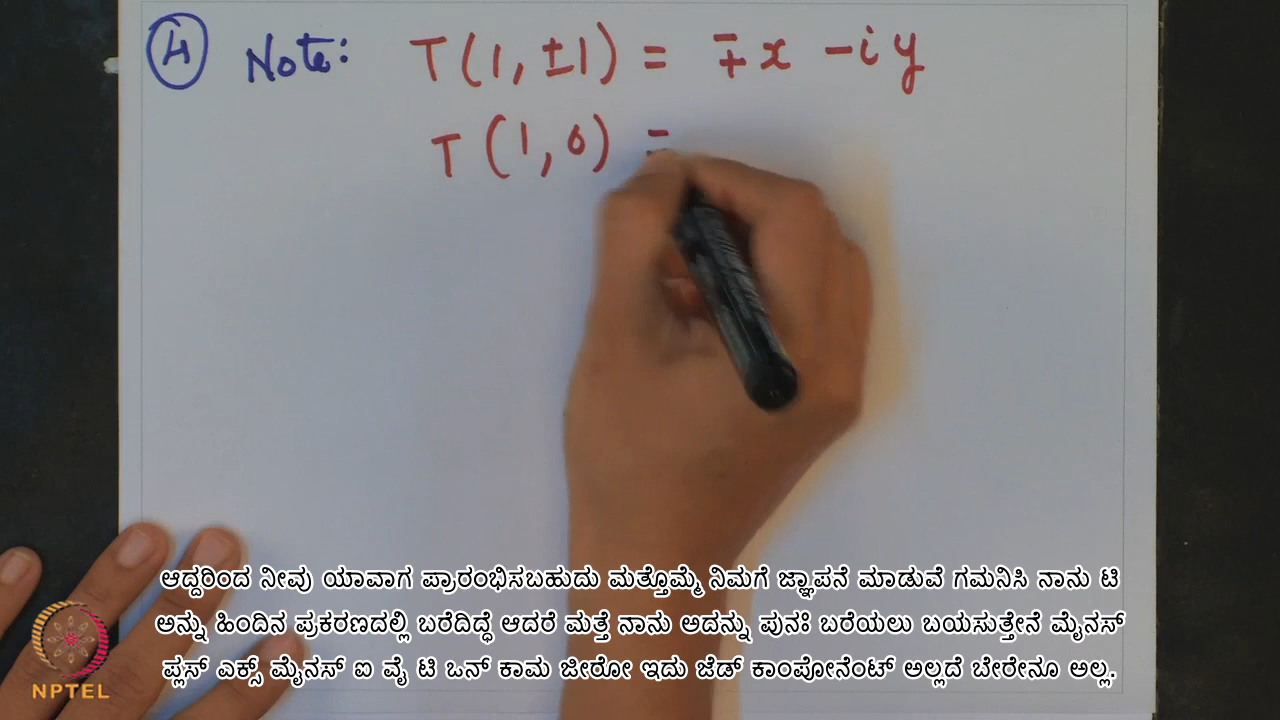 4 Note: T(1, ±1) = ∓x -iy
T(1,0) =
ಆದ್ದರಿಂದ ನೀವು ಯಾವಾಗ ಪ್ರಾರಂಭಿಸಬಹುದು ಮತ್ತೊಮ್ಮೆ ನಿಮಗೆ ಜ್ಞಾಪನೆ ಮಾಡುವೆ ಗಮನಿಸಿ ನಾನು ಟಿ
ಅನ್ನು ಹಿಂದಿನ ಪ್ರಕರಣದಲ್ಲಿ ಬರೆದಿದ್ಧೆ ಆದರೆ ಮತ್ತೆ ನಾನು ಅದನ್ನು ಪುನಃ ಬರೆಯಲು ಬಯಸುತ್ತೇನೆ ಮೈನಸ್
ಪ್ಲಸ್ ಎಕ್ಸ್ ಮೈನಸ್ ಐ ವೈ ಟಿ ಒನ್ ಕಾಮ ಜೀರೋ ಇದು ಜೆಡ್ ಕಾಂಪೋನೆಂಟ್ ಅಲ್ಲದೆ ಬೇರೇನೂ ಅಲ್ಲ.
NPTEL